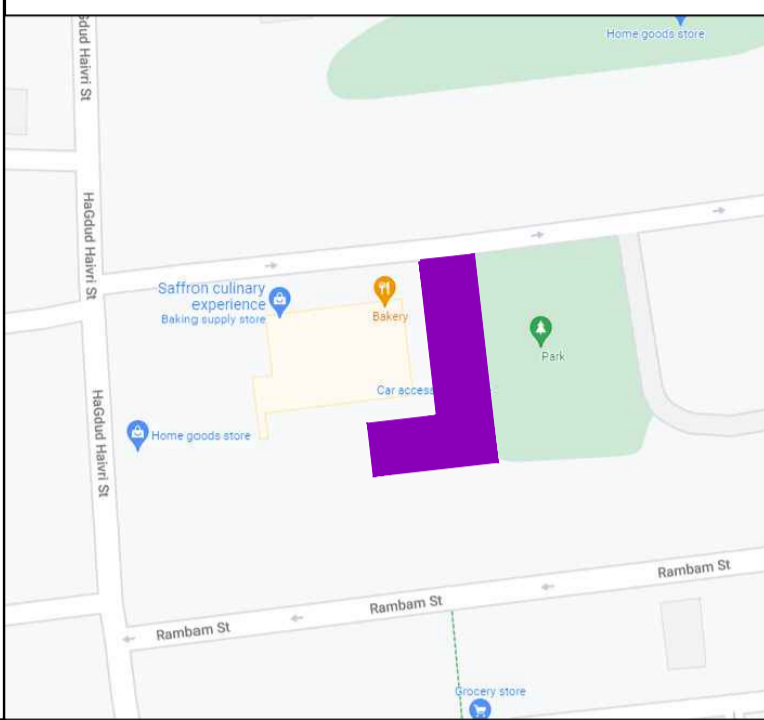 Home goods store
Gdud Haivri St
HaGdud Haivri St
Saffron culinary
experience
Baking supply store
Bakery
Park
Car access
HaGdud Haivri St
Home goods store
Rambam St
Rambam St
Rambam St
Grocery store